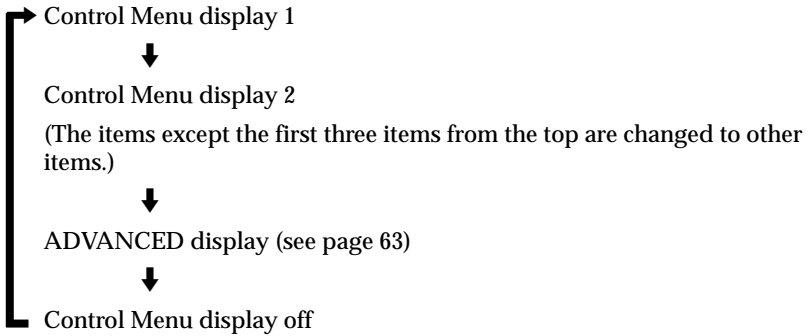 Control Menu display 1
Control Menu display 2
(The items except the first three items from the top are changed to other
items.)
ADVANCED display (see page 63)
Control Menu display off